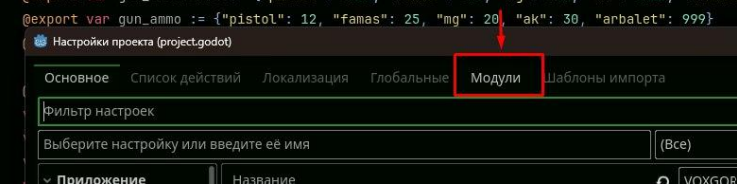 @export var gun_ammo := {"pistol": 12, "famas": 25, "mg": 20, "ak": 30, "arbalet": 999}
Настройки проекта (project.godot)
Основное Список действий Локализация Глобальные Модули Шаблоны импорта
Фильтр настроек
Выберите настройку или введите её имя (Все)
Приложение Название VOXGOR